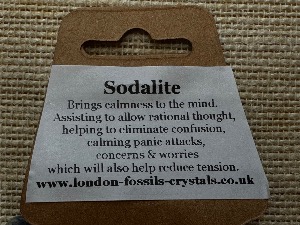 Sodalite
Brings calmness to the mind.
Assisting to allow rational thought,
helping to eliminate confusion,
calming panic attacks,
concerns & worries
which will also help reduce tension.
www.london-fossils-crystals.co.uk